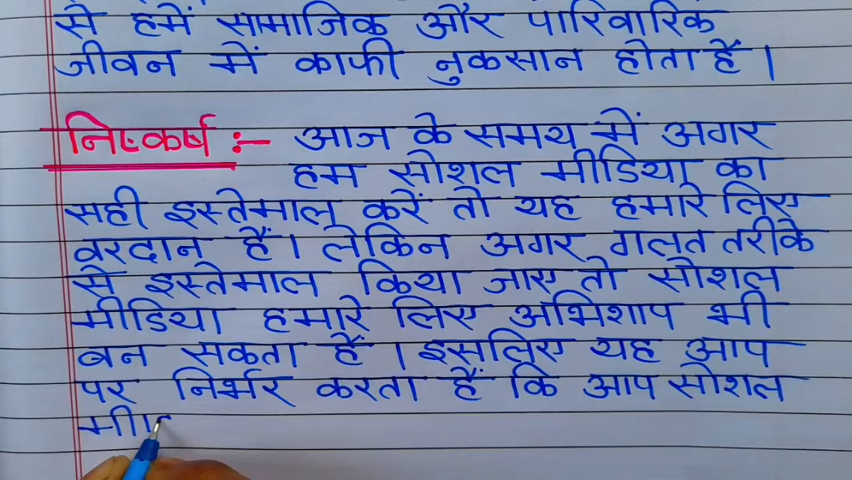 से हमें सामाजिक और पारिवारिक
जीवन में काफी नुकसान होता है।
निष्कर्ष :- आज के समय में अगर
हम सोशल मीडिया का
सही इस्तेमाल करें तो यह हमारे लिए
वरदान हैं। लेकिन अगर गलत तरीके
से इस्तेमाल किया जाए तो सोशल
मीडिया हमारे लिए अभिशाप भी
बन सकता हैं । इसलिए यह आप
पर निर्भर करता हैं कि आप सोशल